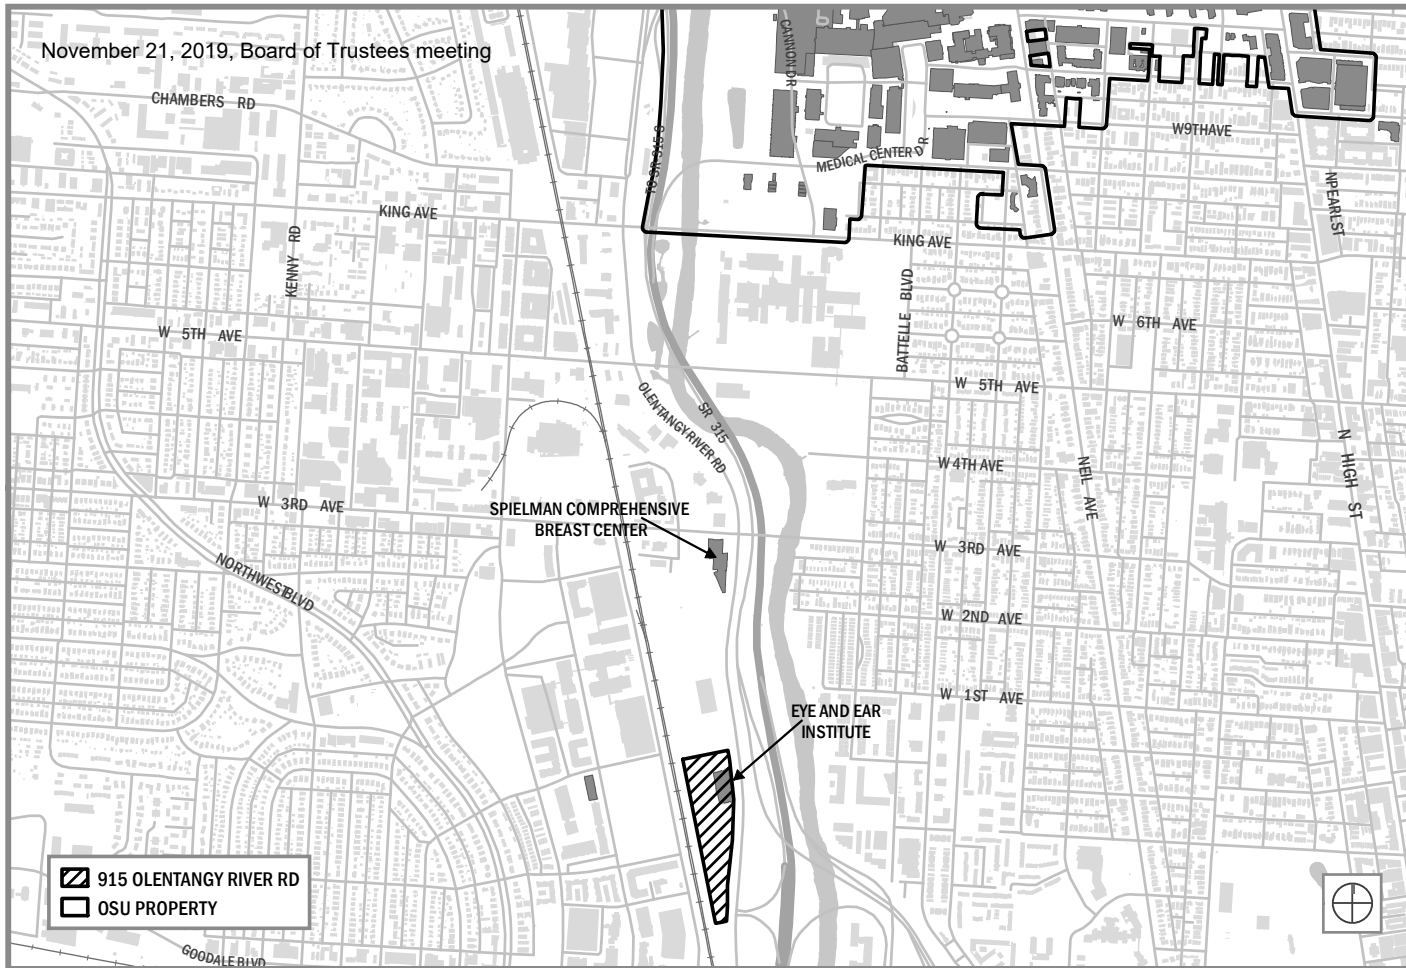 November 21, 2019, Board of Trustees meeting
CANNON DR
CHAMBERS RD
W9THAVE
TO SR 315 S
MEDICAL CENTER DR
NPEARLST
KING AVE
KING AVE
KENNY RD
BATTELLE BLVD
W 6TH AVE
W 5TH AVE
W 5TH AVE
OLENTANGYRIVER RD
SR 315
N HIGH ST
W 4TH AVE
NEIL AVE
W 3RD AVE
SPIELMAN COMPREHENSIVE
BREAST CENTER
W 3RD AVE
NORTHWESTBLVD
W 2ND AVE
W 1ST AVE
EYE AND EAR
INSTITUTE
915 OLENTANGY RIVER RD
OSU PROPERTY
GOODALE BLVD